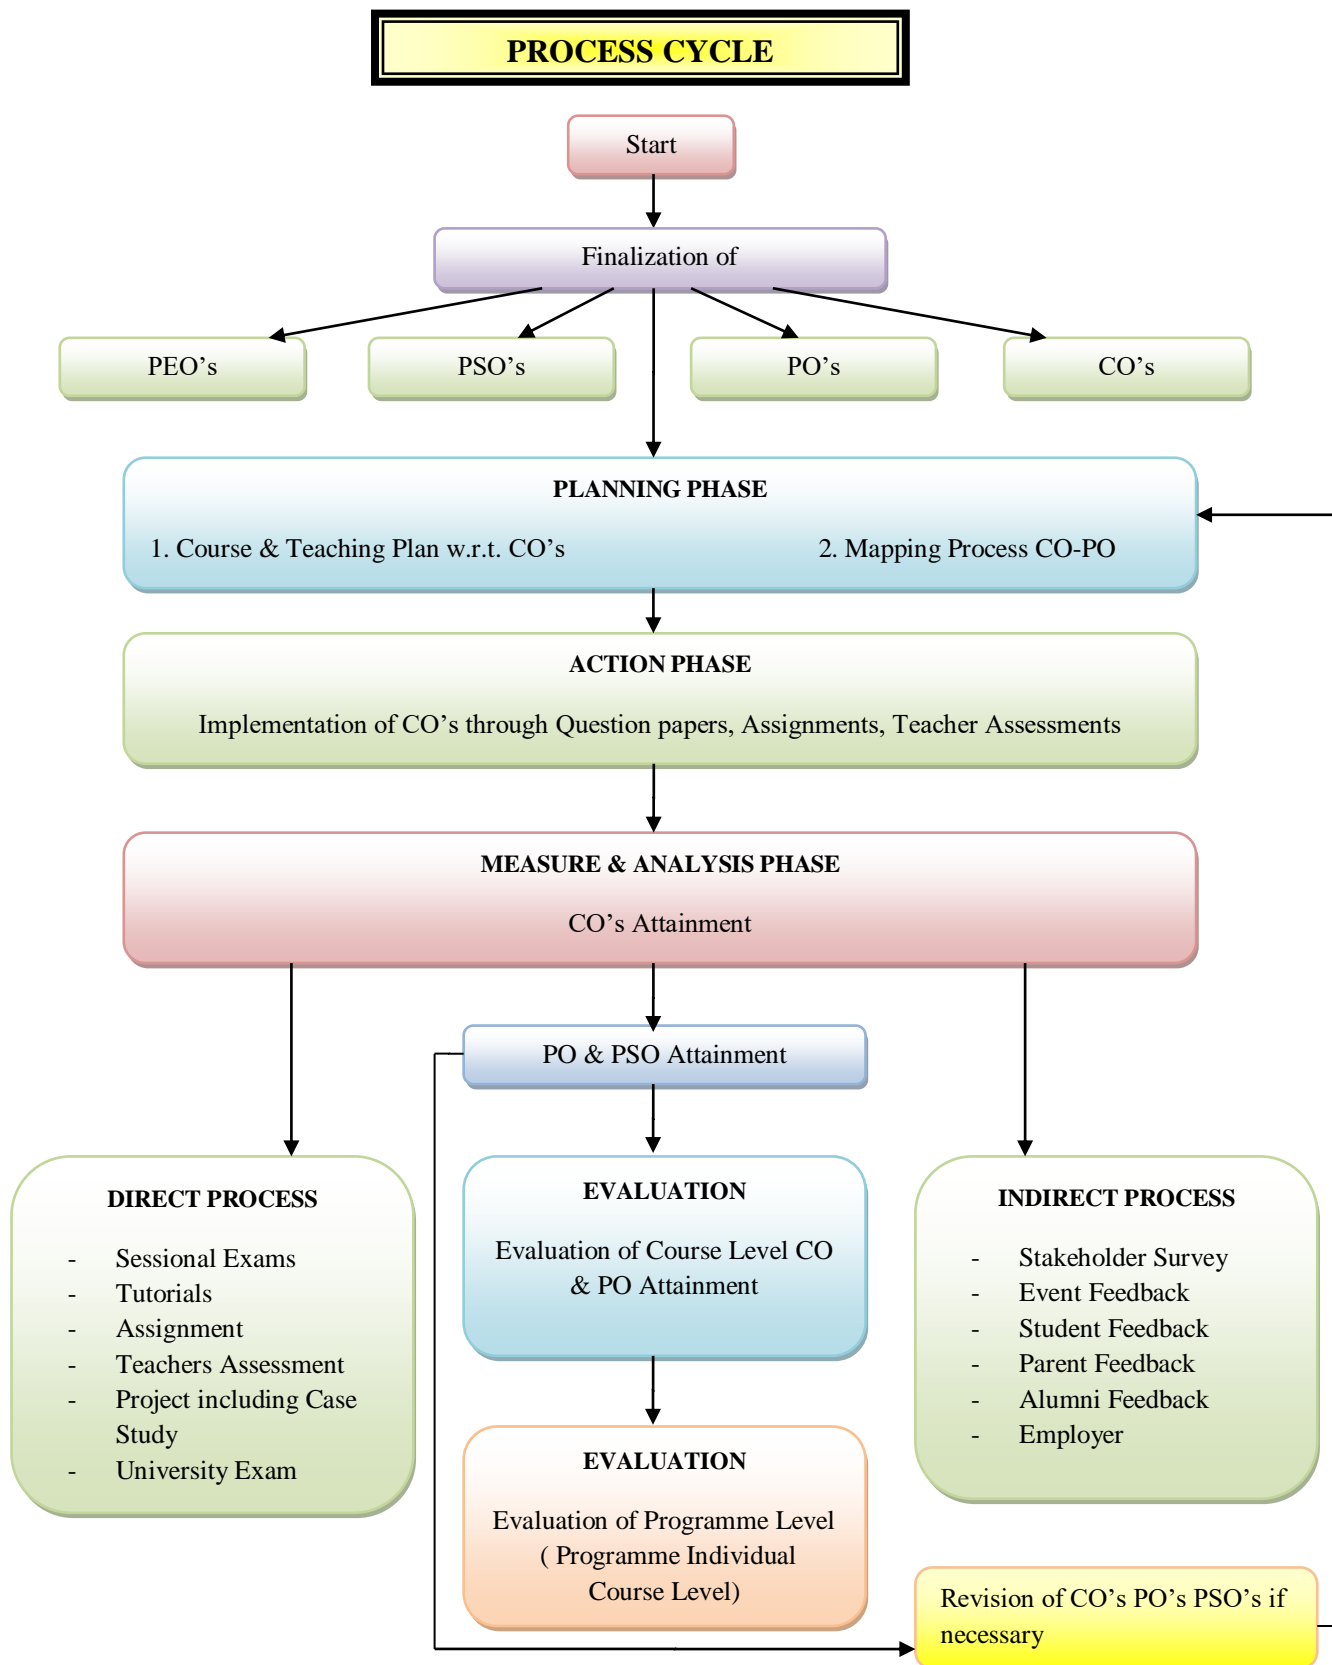 PROCESS CYCLE
Start
Finalization of
PEO’s
PSO’s
PO’s
CO’s
PLANNING PHASE
1. Course & Teaching Plan w.r.t. CO’s
2. Mapping Process CO-PO
ACTION PHASE
Implementation of CO’s through Question papers, Assignments, Teacher Assessments
MEASURE & ANALYSIS PHASE
CO’s Attainment
PO & PSO Attainment
DIRECT PROCESS
- Sessional Exams
- Tutorials
- Assignment
- Teachers Assessment
- Project including Case
Study
- University Exam
EVALUATION
Evaluation of Course Level CO
& PO Attainment
EVALUATION
Evaluation of Programme Level
( Programme Individual
Course Level)
INDIRECT PROCESS
- Stakeholder Survey
- Event Feedback
- Student Feedback
- Parent Feedback
- Alumni Feedback
- Employer
Revision of CO’s PO’s PSO’s if
necessary